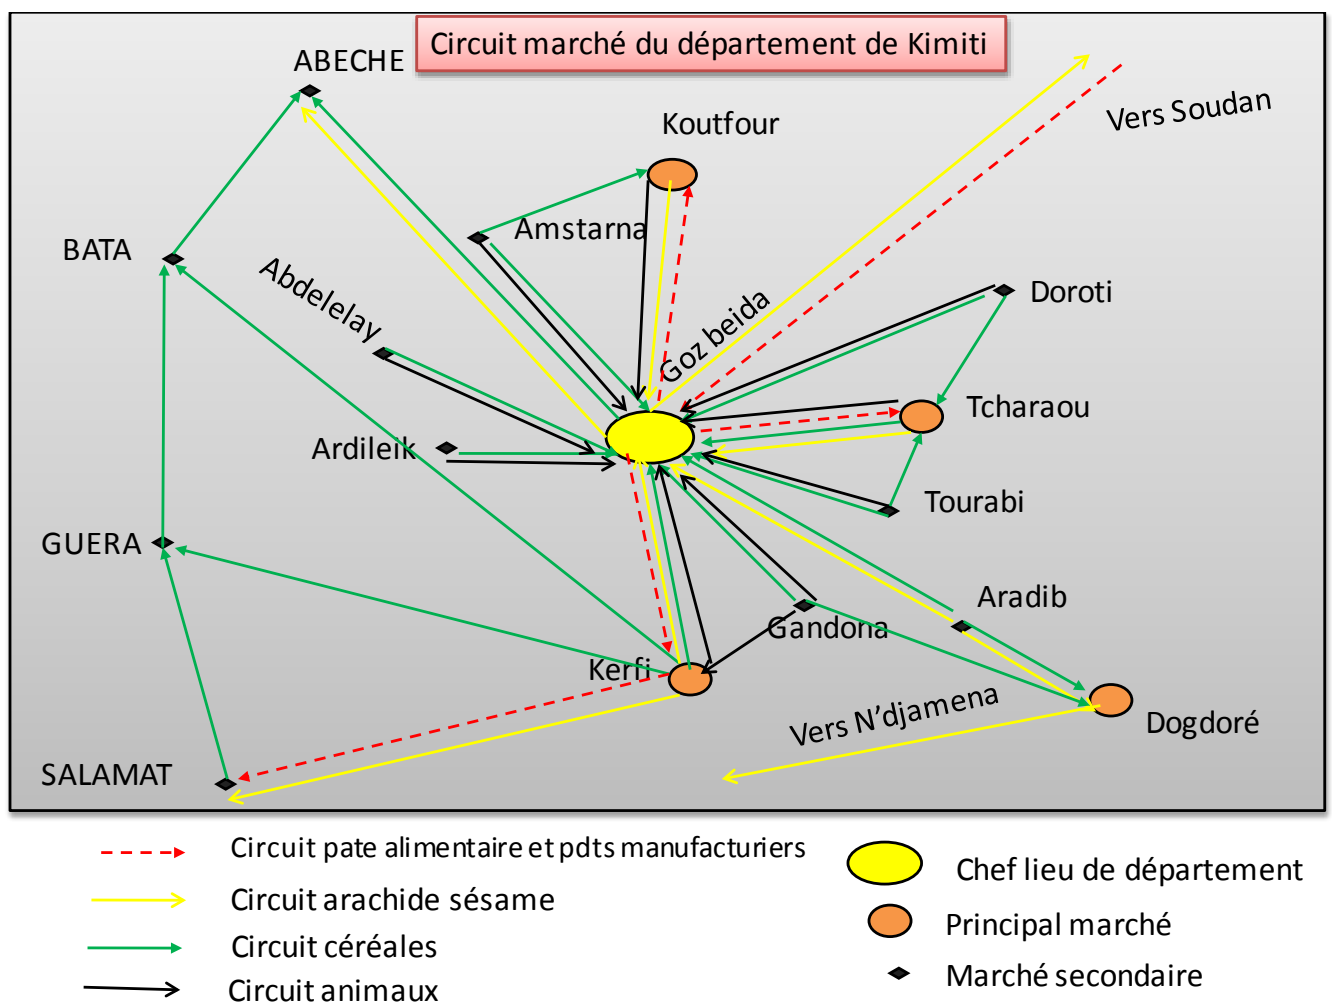 Circuit marché du département de Kimiti
ABECHE
Vers Soudan
Koutfour
Amstarna
BATA
Abdelelay
Goz beida
Doroti
Tcharaou
Ardileik
Tourabi
GUERA
Aradib
Gandona
Kerfi
Vers N’djamena
Dogdoré
SALAMAT
Circuit pate alimentaire et pdts manufacturiers
Chef lieu de département
Circuit arachide sésame
Principal marché
Circuit céréales
Marché secondaire
Circuit animaux